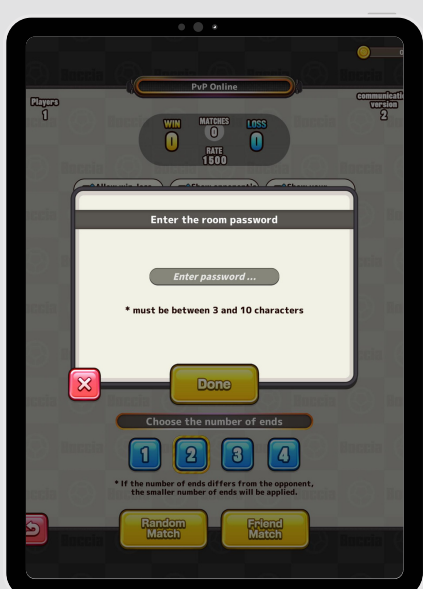 0
PvP Online
Players
1
communicati
version
2
WIN
MATCHES
LOSS
0
0
0
RATE
1500
Enter the room password
Enter password ...
* must be between 3 and 10 characters
Done
Choose the number of ends
1 2 3 4
* If the number of ends differs from the opponent,
the smaller number of ends will be applied.
Random
Match
Friend
Match
Boccia